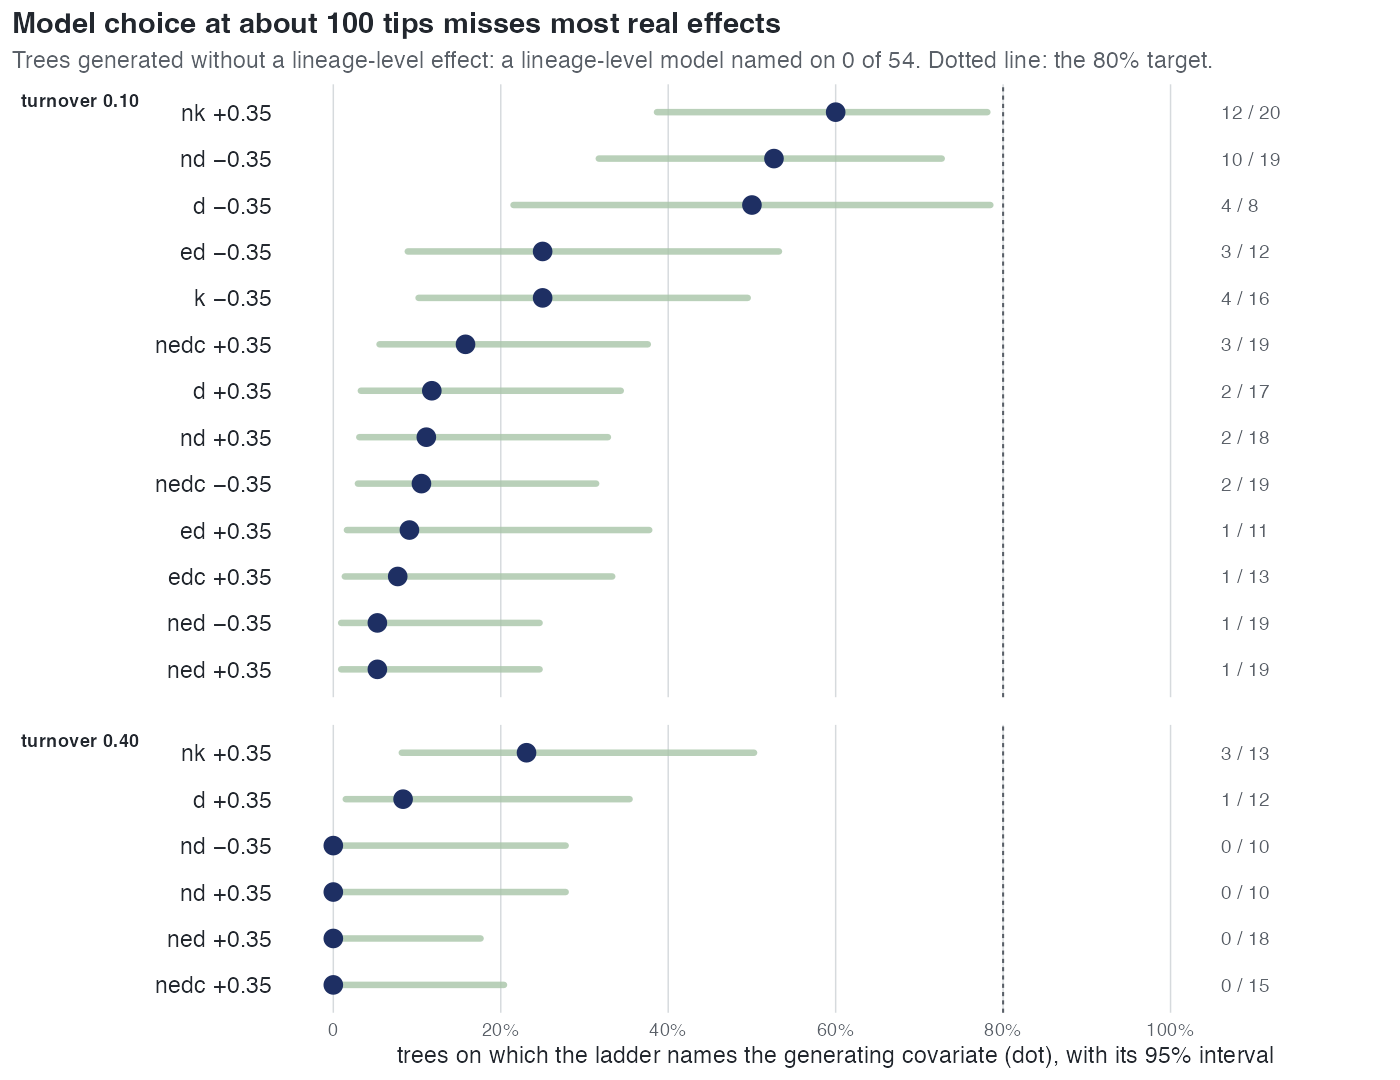 Model choice at about 100 tips misses most real effects
Trees generated without a lineage-level effect: a lineage-level model named on 0 of 54. Dotted line: the 80% target.
turnover 0.10
nk +0.35 12 / 20
nd −0.35 10 / 19
d −0.35 4 / 8
ed −0.35 3 / 12
k −0.35 4 / 16
nedc +0.35 3 / 19
d +0.35 2 / 17
nd +0.35 2 / 18
nedc −0.35 2 / 19
ed +0.35 1 / 11
edc +0.35 1 / 13
ned −0.35 1 / 19
ned +0.35 1 / 19
turnover 0.40
nk +0.35 3 / 13
d +0.35 1 / 12
nd −0.35 0 / 10
nd +0.35 0 / 10
ned +0.35 0 / 18
nedc +0.35 0 / 15
0 20% 40% 60% 80% 100%
trees on which the ladder names the generating covariate (dot), with its 95% interval